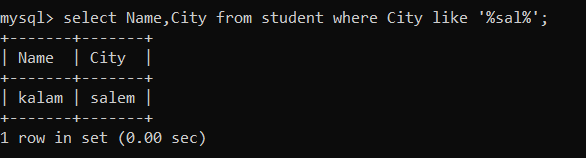 mysql> select Name,City from student where City like '%sal%';
+-------+-------+
| Name  | City  |
+-------+-------+
| kalam | salem |
+-------+-------+
1 row in set (0.00 sec)